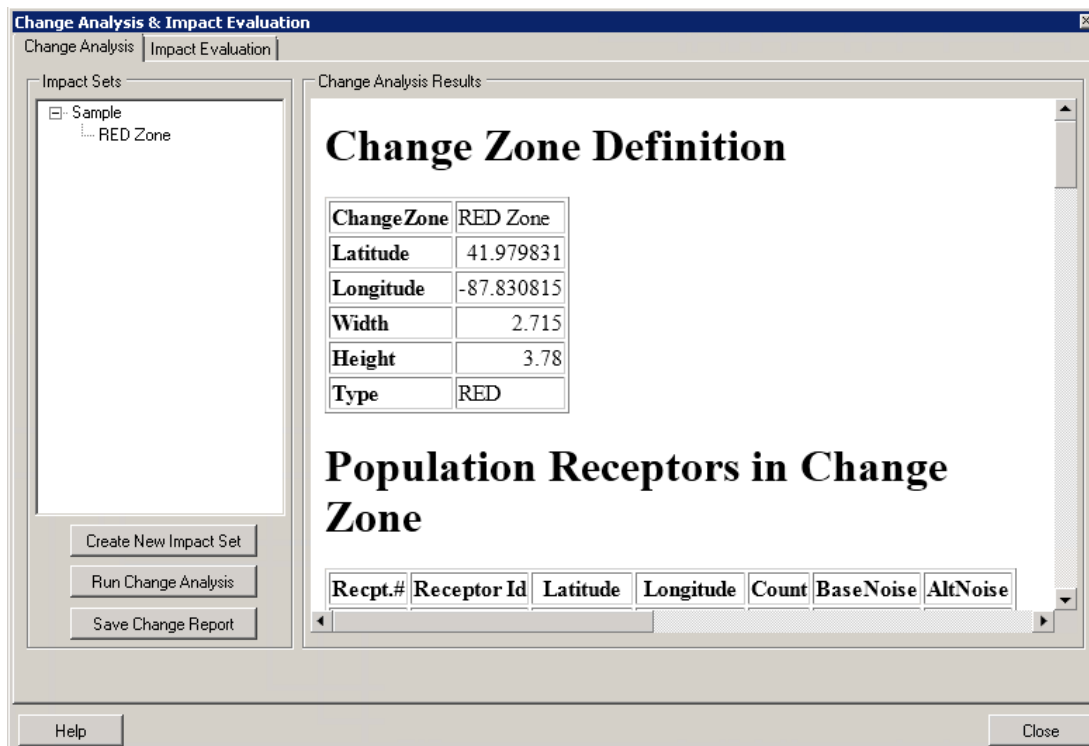 Change Analysis & Impact Evaluation
Change Analysis Impact Evaluation
Impact Sets
Sample
RED Zone
Create New Impact Set
Run Change Analysis
Save Change Report
Change Analysis Results
Change Zone Definition
ChangeZone RED Zone
Latitude 41.979831
Longitude -87.830815
Width 2.715
Height 3.78
Type RED
Population Receptors in Change
Zone
Recpt.# Receptor Id Latitude Longitude Count BaseNoise AltNoise
Help Close